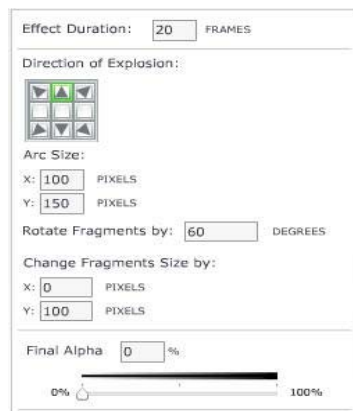 Effect Duration: 20 FRAMES
Direction of Explosion:
Arc Size:
X: 100 PIXELS
Y: 150 PIXELS
Rotate Fragments by: 60 DEGREES
Change Fragments Size by:
X: 0 PIXELS
Y: 100 PIXELS
Final Alpha 0 %
0% 100%